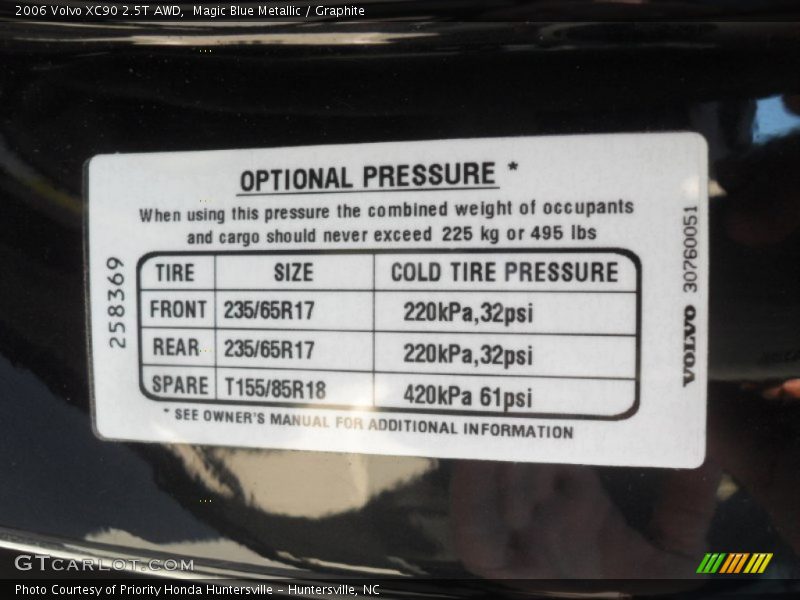 2006 Volvo XC90 2.5T AWD,  Magic Blue Metallic / Graphite
OPTIONAL PRESSURE *
When using this pressure the combined weight of occupants
and cargo should never exceed 225 kg or 495 lbs
TIRE SIZE COLD TIRE PRESSURE
FRONT 235/65R17 220kPa,32psi
REAR 235/65R17 220kPa,32psi
SPARE T155/85R18 420kPa 61psi
* SEE OWNER'S MANUAL FOR ADDITIONAL INFORMATION
258369
VOLVO 30760051
GTCARLOT.COM
Photo Courtesy of Priority Honda Huntersville - Huntersville, NC